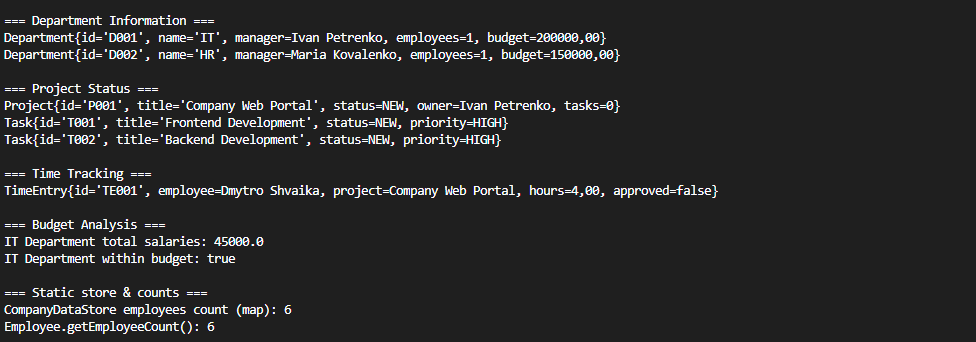 === Department Information ===
Department{id='D001', name='IT', manager=Ivan Petrenko, employees=1, budget=200000,00}
Department{id='D002', name='HR', manager=Maria Kovalenko, employees=1, budget=150000,00}
=== Project Status ===
Project{id='P001', title='Company Web Portal', status=NEW, owner=Ivan Petrenko, tasks=0}
Task{id='T001', title='Frontend Development', status=NEW, priority=HIGH}
Task{id='T002', title='Backend Development', status=NEW, priority=HIGH}
=== Time Tracking ===
TimeEntry{id='TE001', employee=Dmytro Shvaika, project=Company Web Portal, hours=4,00, approved=false}
=== Budget Analysis ===
IT Department total salaries: 45000.0
IT Department within budget: true
=== Static store & counts ===
CompanyDataStore employees count (map): 6
Employee.getEmployeeCount(): 6